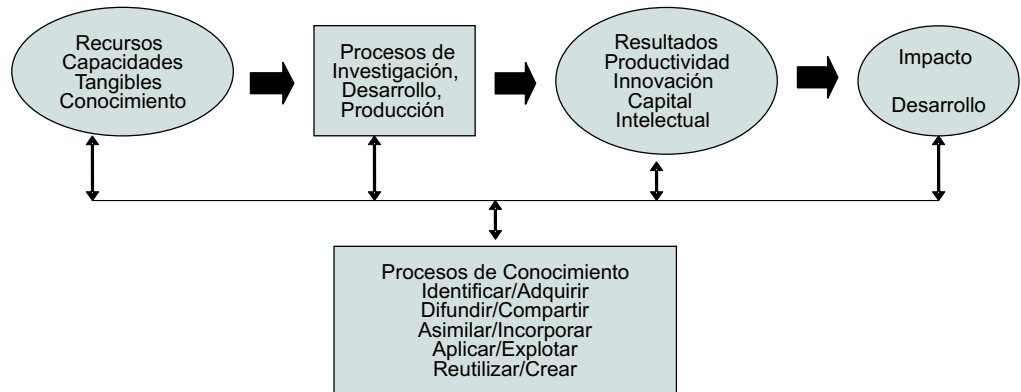 Recursos
Capacidades
Tangibles
Conocimiento
Procesos de
Investigación,
Desarrollo,
Producción
Resultados
Productividad
Innovación
Capital
Intelectual
Impacto
Desarrollo
Procesos de Conocimiento
Identificar/Adquirir
Difundir/Compartir
Asimilar/Incorporar
Aplicar/Explotar
Reutilizar/Crear